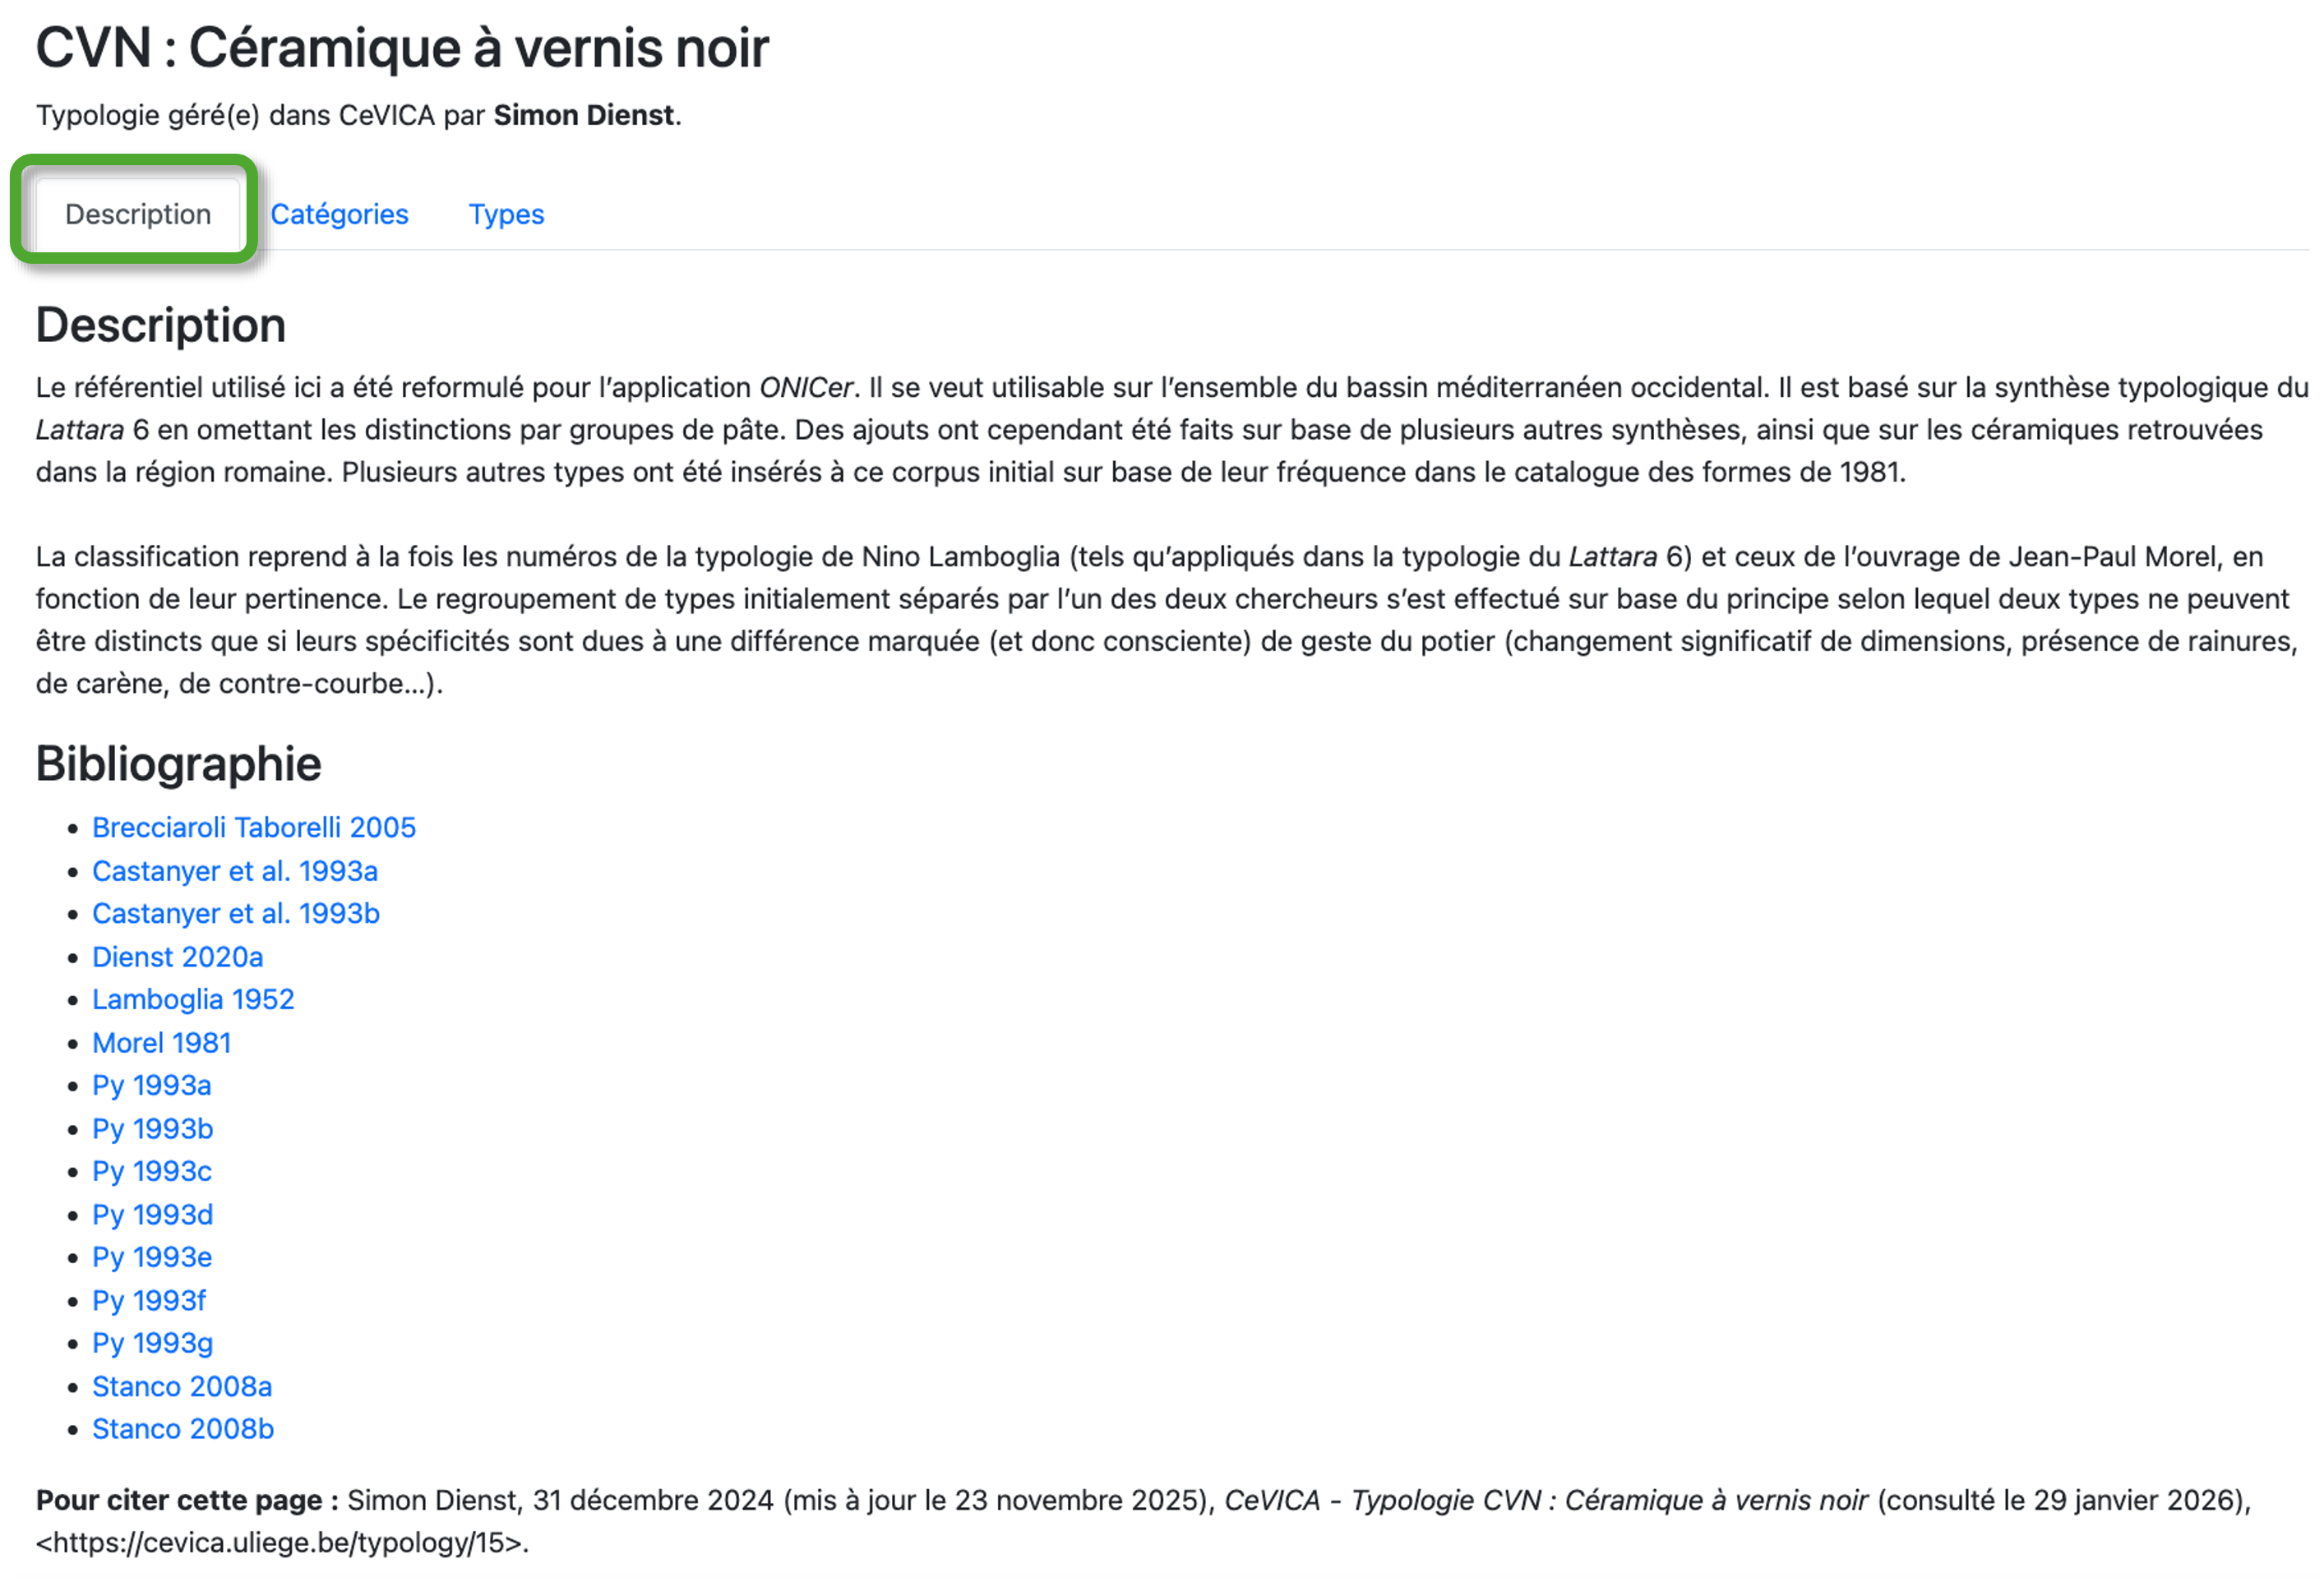 CVN : Céramique à vernis noir
Typologie géré(e) dans CeVICA par Simon Dienst.
Description Catégories Types
Description
Le référentiel utilisé ici a été reformulé pour l’application ONICer. Il se veut utilisable sur l’ensemble du bassin méditerranéen occidental. Il est basé sur la synthèse typologique du
Lattara 6 en omettant les distinctions par groupes de pâte. Des ajouts ont cependant été faits sur base de plusieurs autres synthèses, ainsi que sur les céramiques retrouvées
dans la région romaine. Plusieurs autres types ont été insérés à ce corpus initial sur base de leur fréquence dans le catalogue des formes de 1981.
La classification reprend à la fois les numéros de la typologie de Nino Lamboglia (tels qu’appliqués dans la typologie du Lattara 6) et ceux de l’ouvrage de Jean-Paul Morel, en
fonction de leur pertinence. Le regroupement de types initialement séparés par l’un des deux chercheurs s’est effectué sur base du principe selon lequel deux types ne peuvent
être distincts que si leurs spécificités sont dues à une différence marquée (et donc consciente) de geste du potier (changement significatif de dimensions, présence de rainures,
de carène, de contre-courbe…).
Bibliographie
• Brecciaroli Taborelli 2005
• Castanyer et al. 1993a
• Castanyer et al. 1993b
• Dienst 2020a
• Lamboglia 1952
• Morel 1981
• Py 1993a
• Py 1993b
• Py 1993c
• Py 1993d
• Py 1993e
• Py 1993f
• Py 1993g
• Stanco 2008a
• Stanco 2008b
Pour citer cette page : Simon Dienst, 31 décembre 2024 (mis à jour le 23 novembre 2025), CeVICA - Typologie CVN : Céramique à vernis noir (consulté le 29 janvier 2026),
<https://cevica.uliege.be/typology/15>.